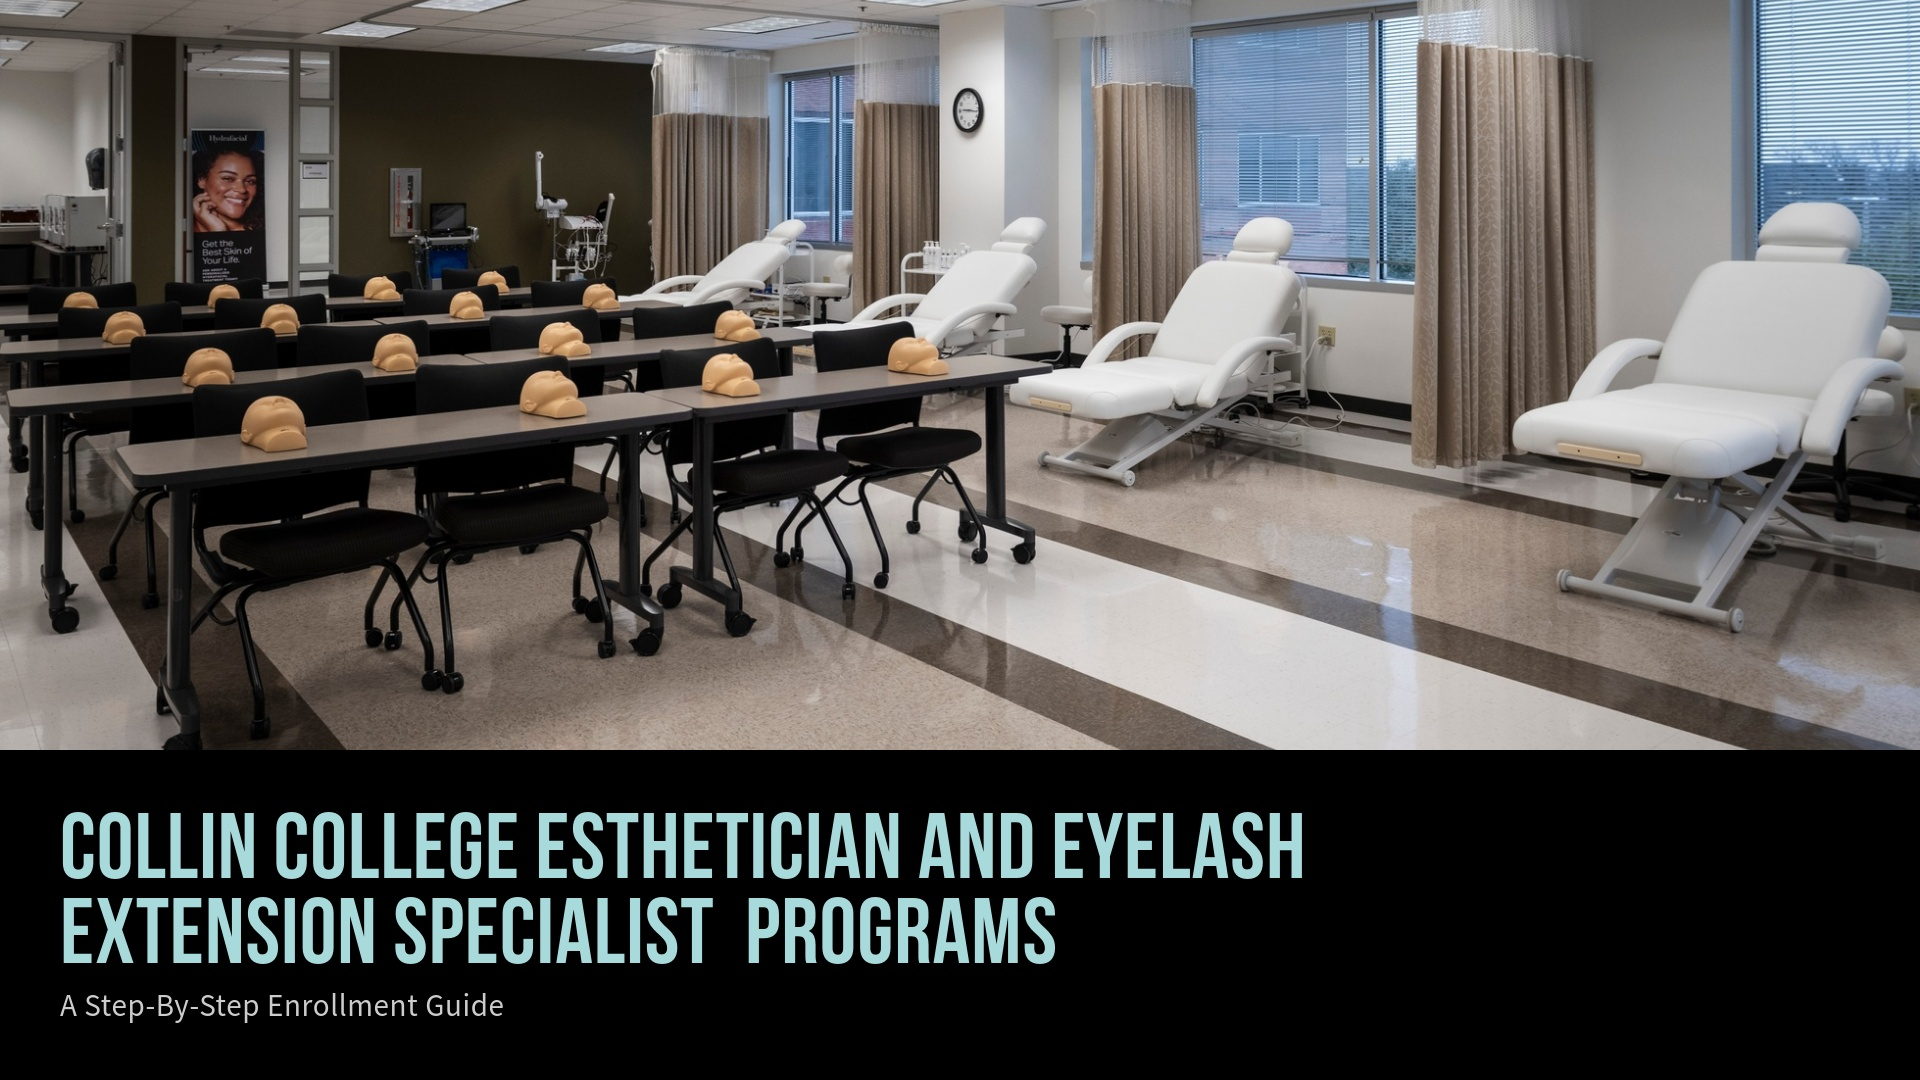 Hydrafacial
Get the
Best Skin of
Your Life.
COLLIN COLLEGE ESTHETICIAN AND EYELASH
EXTENSION SPECIALIST  PROGRAMS
A Step-By-Step Enrollment Guide